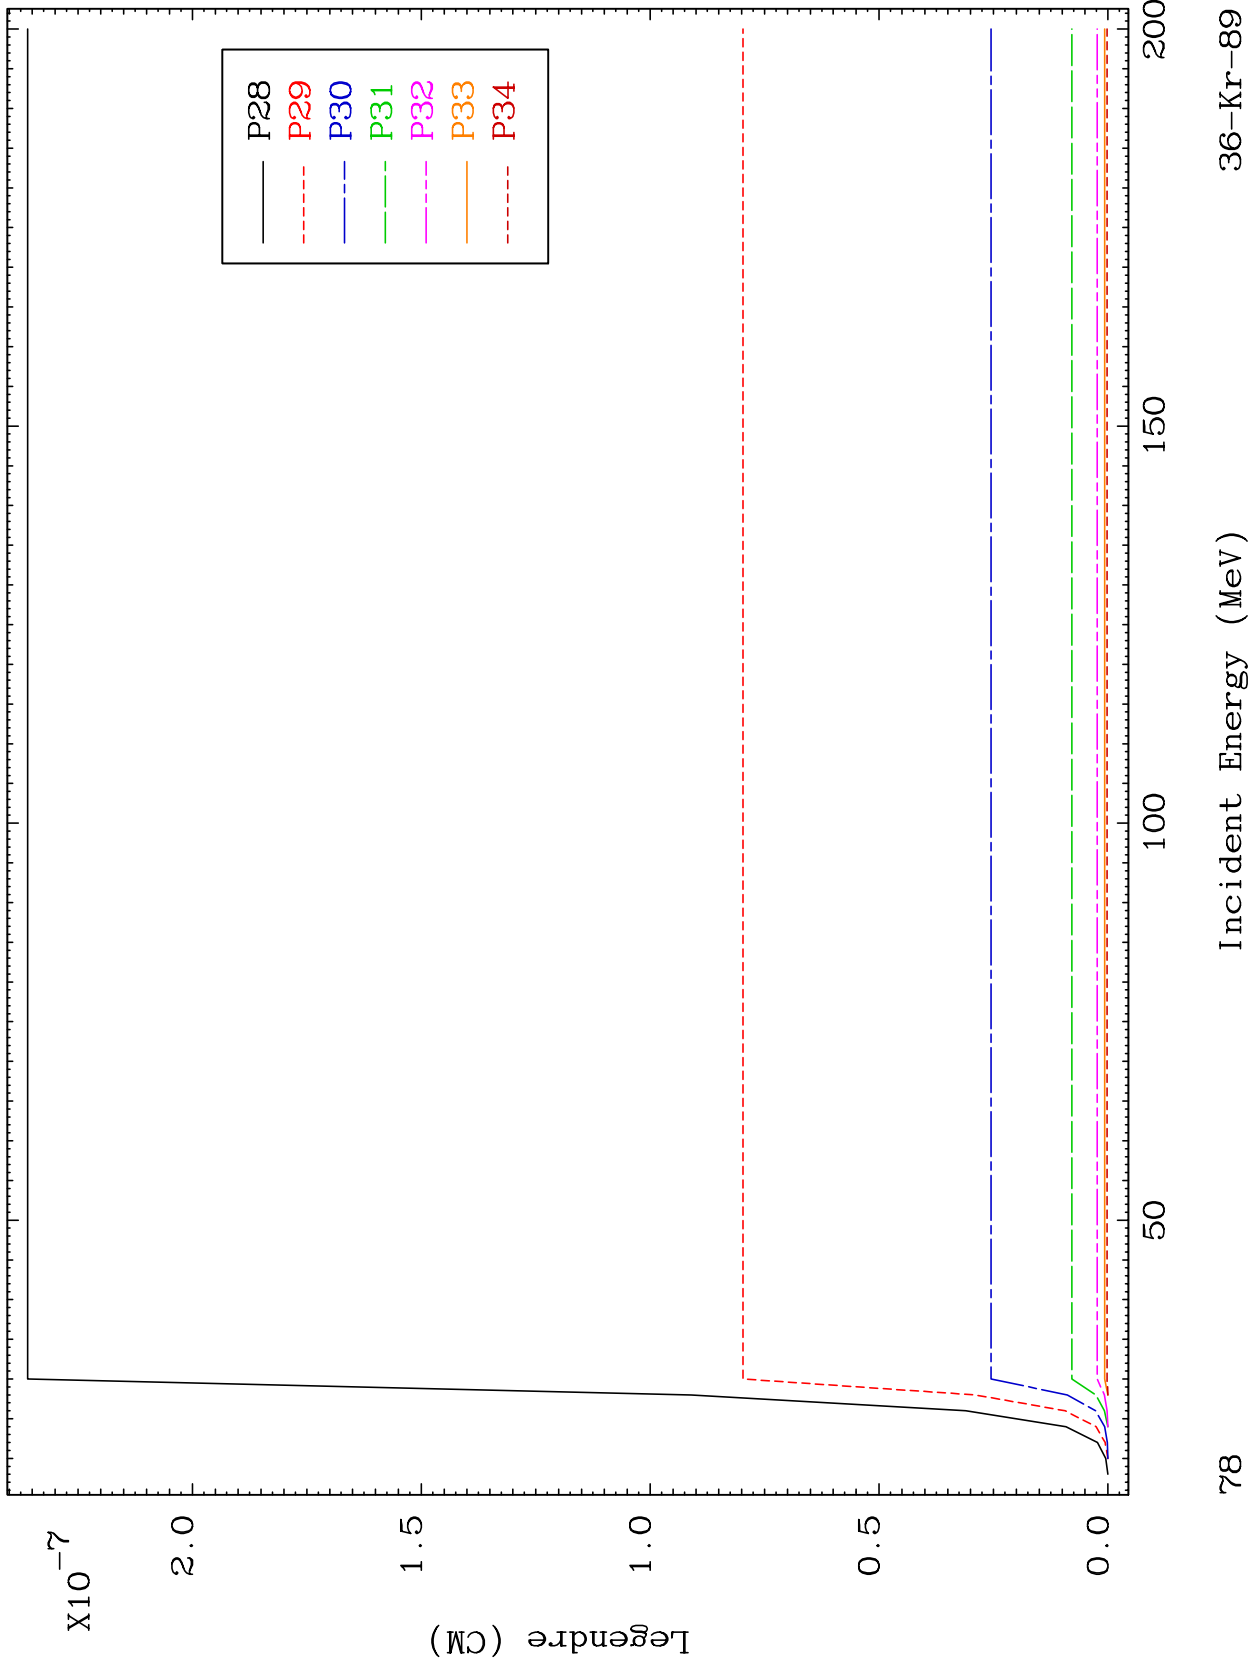 X10-7
2.0
1.5
1.0
0.5
0.0
Legendre (CM)
P28
P29
P30
P31
P32
P33
P34
50
100
150
200
Incident Energy (MeV)
78
36-Kr-89